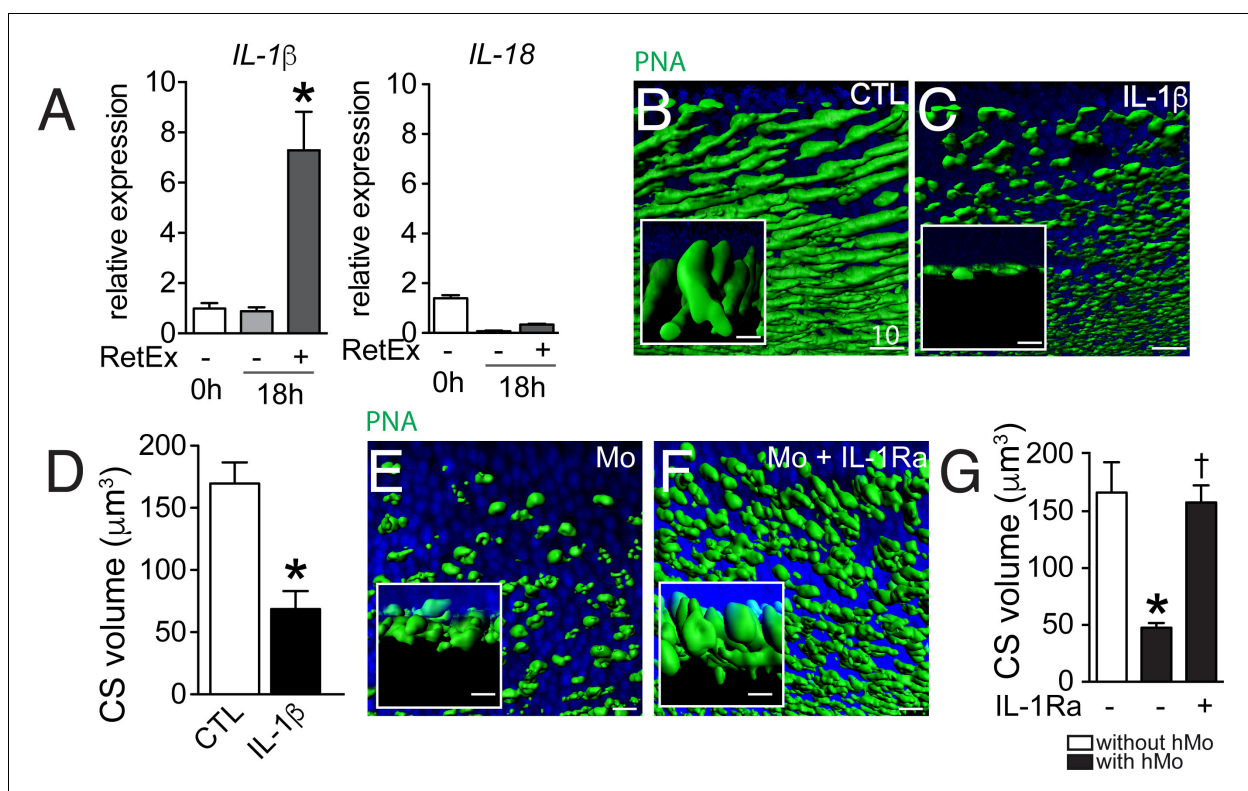 A
IL-1β
relative expression
10
8
6
4
2
0
*
RetEx - - +
0h 18h
IL-18
relative expression
10
8
6
4
2
0
RetEx - - +
0h 18h
PNA
B
CTL
10
C
IL-1β
D
CS volume (μm³)
200
150
100
50
0
*
CTL
IL-1β
PNA
E
Mo
F
Mo + IL-1Ra
G
CS volume (μm³)
200
150
100
50
0
*
†
IL-1Ra - - +
without hMo
with hMo